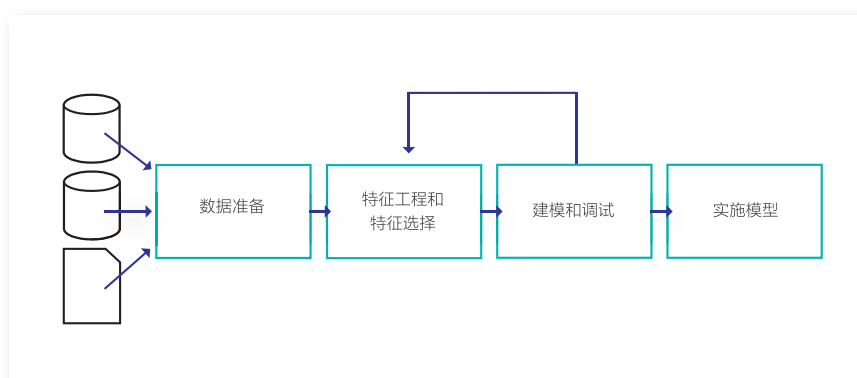 数据准备
特征工程和
特征选择
建模和调试
实施模型